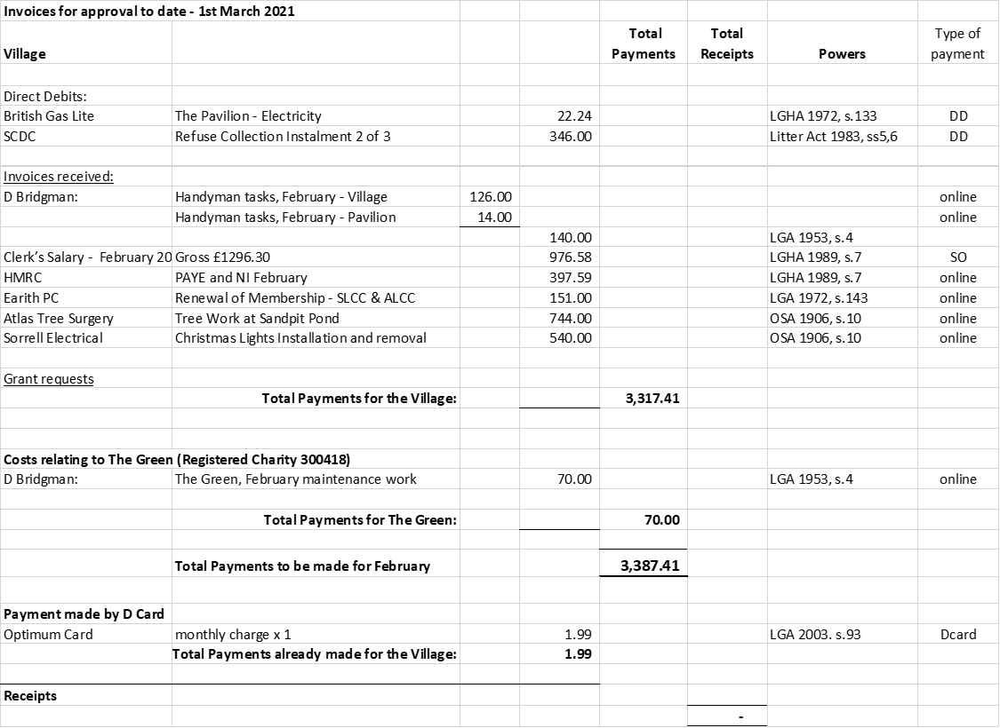 Invoices for approval to date - 1st March 2021
Total Total Type of
Village Payments Receipts Powers payment
Direct Debits:
British Gas Lite The Pavilion - Electricity 22.24 LGHA 1972, s.133 DD
SCDC Refuse Collection Instalment 2 of 3 346.00 Litter Act 1983, ss5,6 DD
Invoices received:
D Bridgman: Handyman tasks, February - Village 126.00 online
Handyman tasks, February - Pavilion 14.00 online
140.00 LGA 1953, s.4
Clerk's Salary - February 20 Gross £1296.30 976.58 LGHA 1989, s.7 SO
HMRC PAYE and NI February 397.59 LGHA 1989, s.7 online
Earith PC Renewal of Membership - SLCC & ALCC 151.00 LGA 1972, s.143 online
Atlas Tree Surgery Tree Work at Sandpit Pond 744.00 OSA 1906, s.10 online
Sorrell Electrical Christmas Lights Installation and removal 540.00 OSA 1906, s.10 online
Grant requests
Total Payments for the Village: 3,317.41
Costs relating to The Green (Registered Charity 300418)
D Bridgman: The Green, February maintenance work 70.00 LGA 1953, s.4 online
Total Payments for The Green: 70.00
Total Payments to be made for February 3,387.41
Payment made by D Card
Optimum Card monthly charge x 1 1.99 LGA 2003. s.93 Dcard
Total Payments already made for the Village: 1.99
Receipts
-